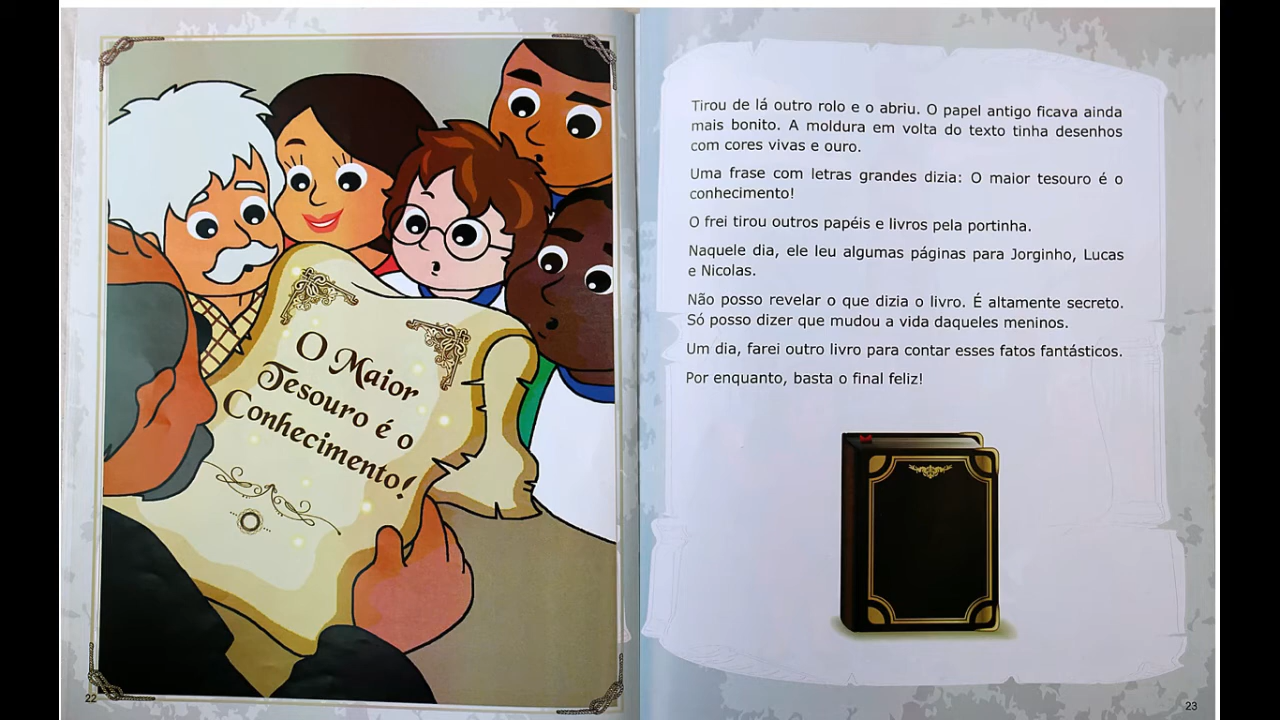 O Maior
Tesouro é o
Conhecimento!
22
Tirou de lá outro rolo e o abriu. O papel antigo ficava ainda
mais bonito. A moldura em volta do texto tinha desenhos
com cores vivas e ouro.
Uma frase com letras grandes dizia: O maior tesouro é o
conhecimento!
O frei tirou outros papéis e livros pela portinha.
Naquele dia, ele leu algumas páginas para Jorginho, Lucas
e Nicolas.
Não posso revelar o que dizia o livro. É altamente secreto.
Só posso dizer que mudou a vida daqueles meninos.
Um dia, farei outro livro para contar esses fatos fantásticos.
Por enquanto, basta o final feliz!
23